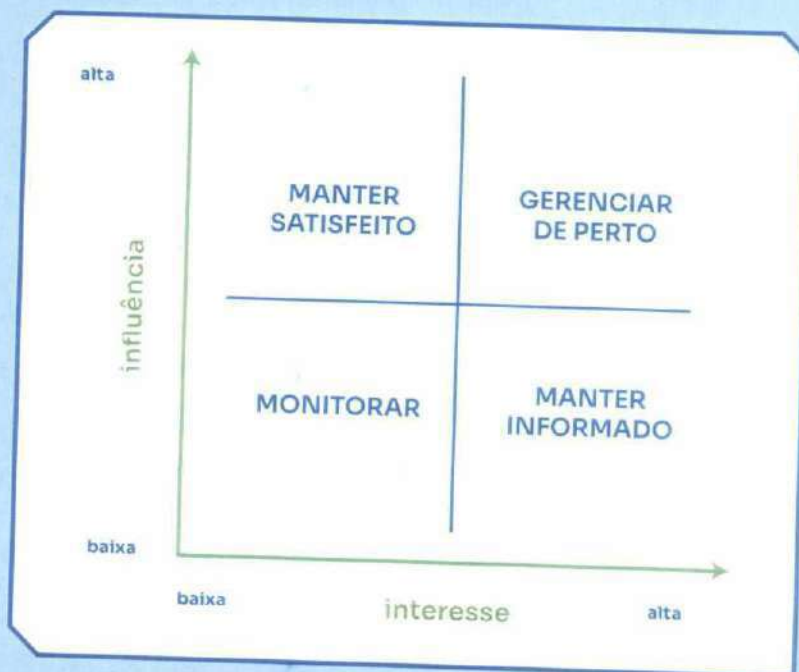 alta
MANTER
SATISFEITO
GERENCIAR
DE PERTO
influência
MONITORAR
MANTER
INFORMADO
baixa
baixa
interesse
alta